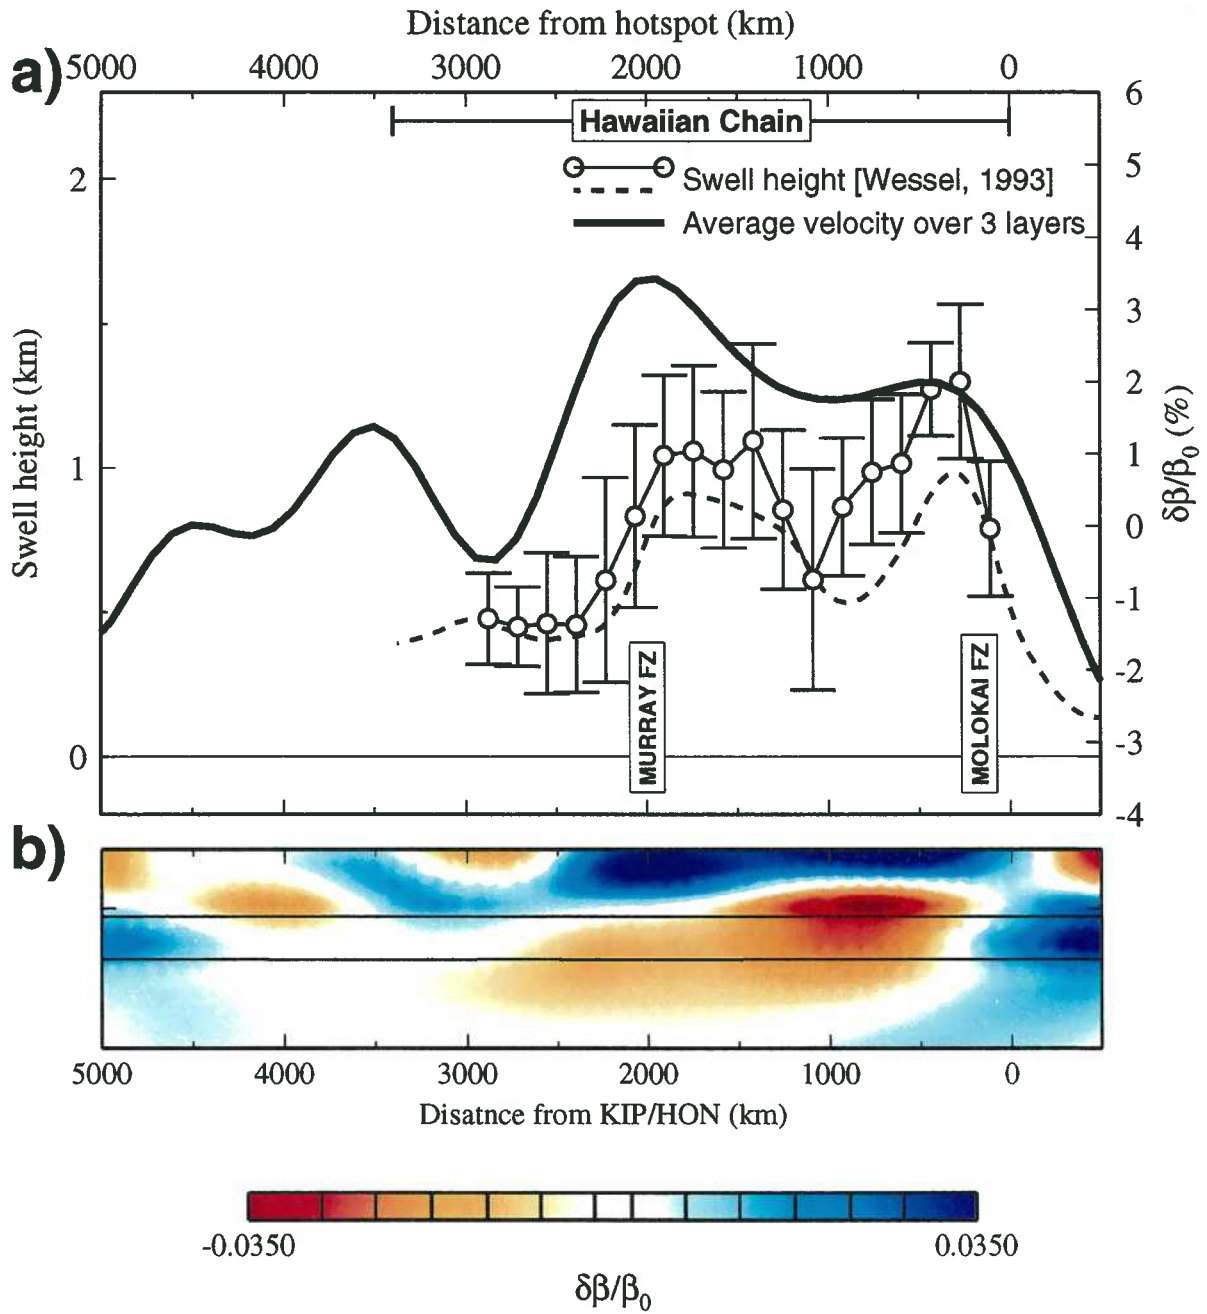 Distance from hotspot (km)
a)
5000 4000 3000 2000 1000 0
Hawaiian Chain
Swell height [Wessel, 1993]
Average velocity over 3 layers
Swell height (km)
2
1
0
6
5
4
3
2
1
0
-1
-2
-3
-4
δβ/β0 (%)
MURRAY FZ
MOLOKAI FZ
b)
5000 4000 3000 2000 1000 0
Disatnce from KIP/HON (km)
-0.0350 0.0350
δβ/β0